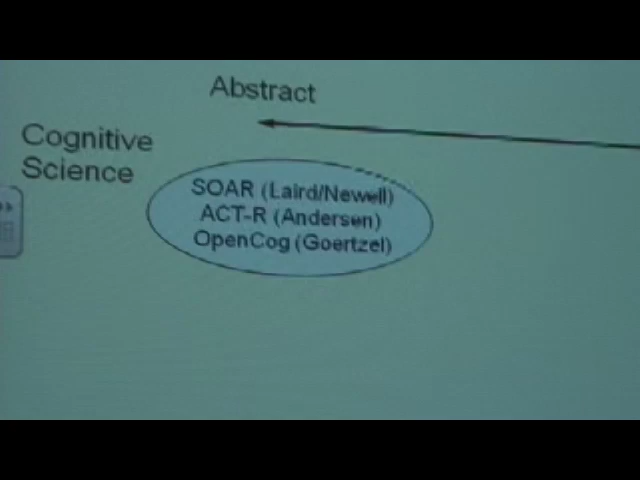 Abstract
Cognitive
Science
SOAR (Laird/Newell)
ACT-R (Andersen)
OpenCog (Goertzel)